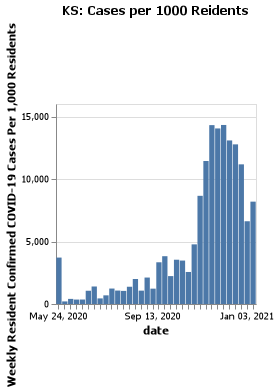 KS: Cases per 1000 Reidents
Weekly Resident Confirmed COVID-19 Cases Per 1,000 Residents
15,000
10,000
5,000
0
May 24, 2020
Sep 13, 2020
Jan 03, 2021
date